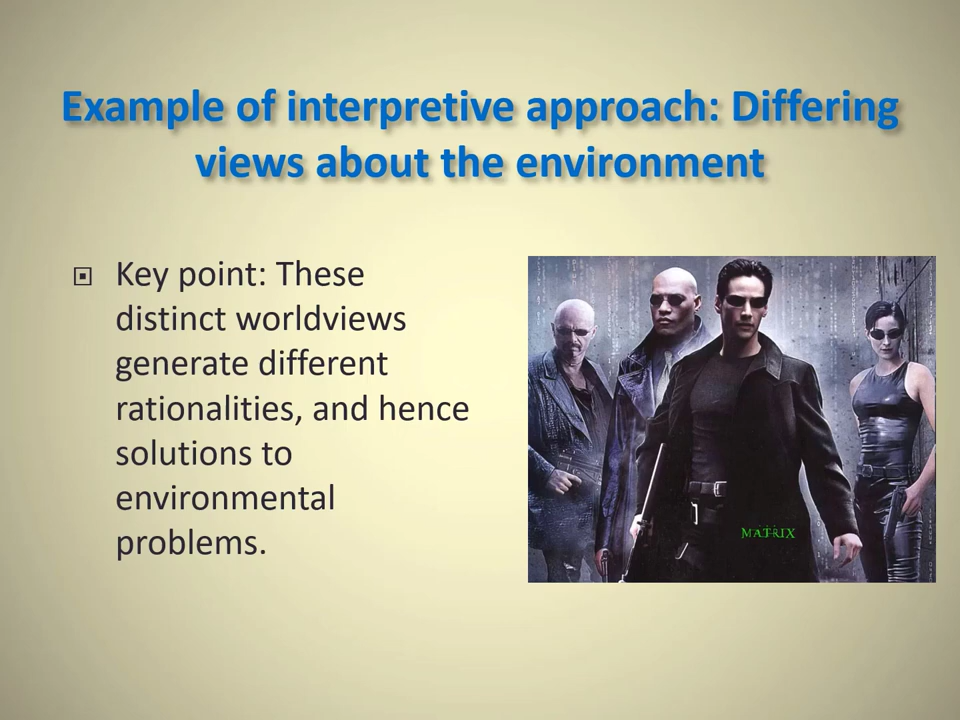 Example of interpretive approach: Differing
views about the environment
Key point: These
distinct worldviews
generate different
rationalities, and hence
solutions to
environmental
problems.
MATRIX